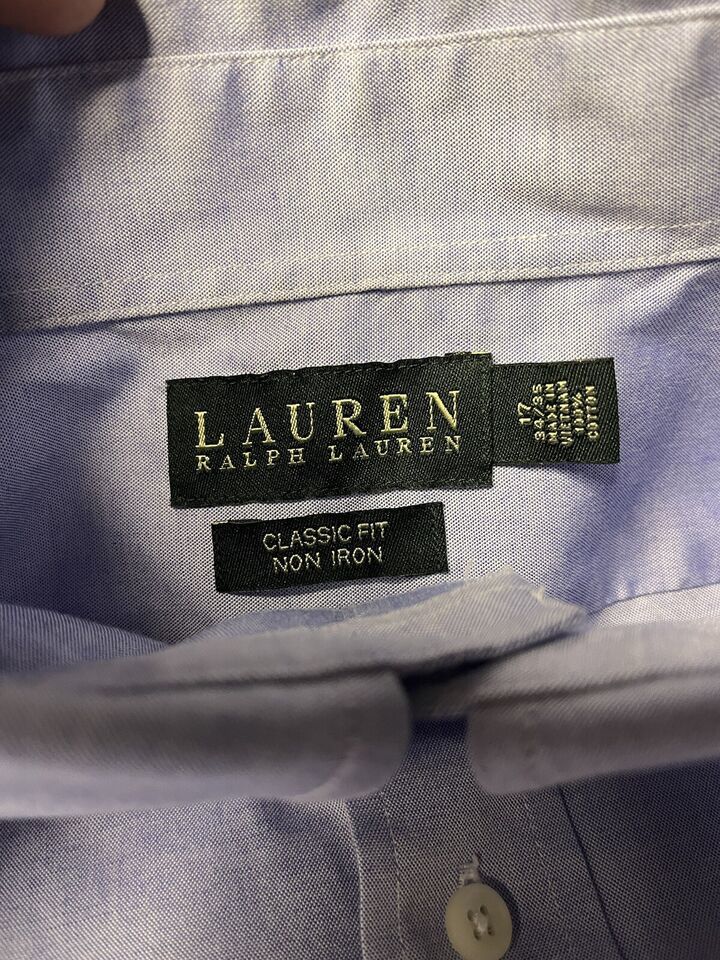 LAUREN
RALPH LAUREN
CLASSIC FIT
NON IRON
17
34/35
MADE IN
VIETNAM
100%
COTTON